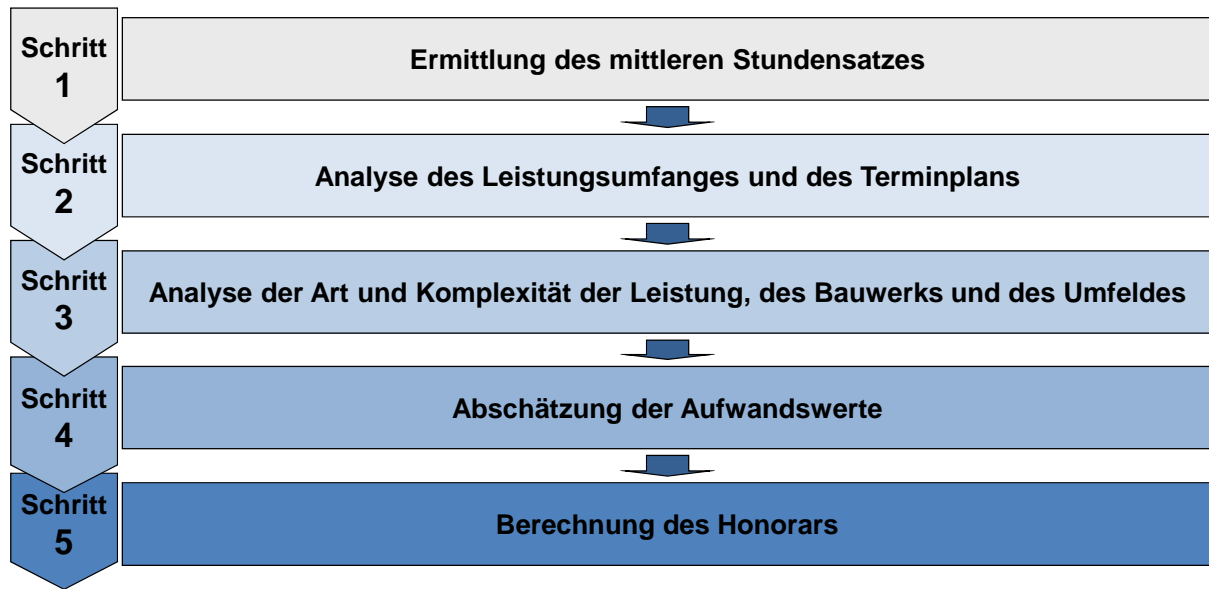 Schritt
1
Ermittlung des mittleren Stundensatzes
Schritt
2
Analyse des Leistungsumfanges und des Terminplans
Schritt
3
Analyse der Art und Komplexität der Leistung, des Bauwerks und des Umfeldes
Schritt
4
Abschätzung der Aufwandswerte
Schritt
5
Berechnung des Honorars